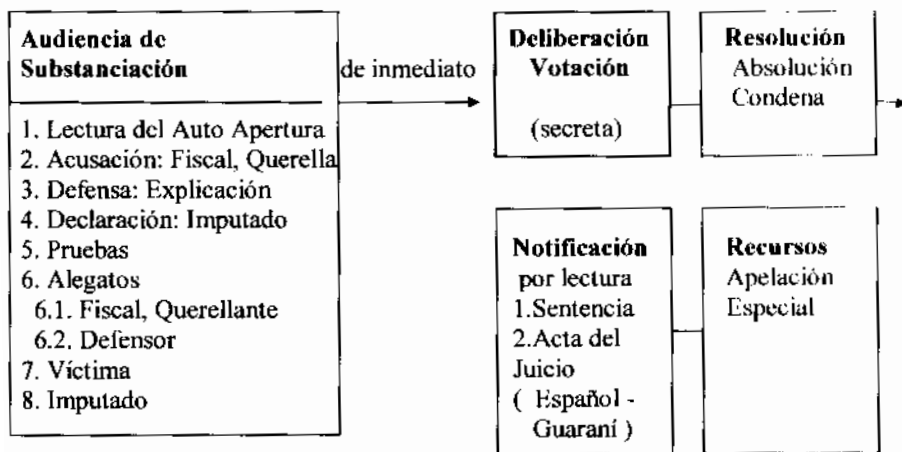 Audiencia de
Substanciación
1. Lectura del Auto Apertura
2. Acusación: Fiscal, Querella
3. Defensa: Explicación
4. Declaración: Imputado
5. Pruebas
6. Alegatos
6.1. Fiscal, Querellante
6.2. Defensor
7. Víctima
8. Imputado
de inmediato
Deliberación
Votación
(secreta)
Resolución
Absolución
Condena
Notificación
por lectura
1.Sentencia
2.Acta del
Juicio
( Español -
Guaraní )
Recursos
Apelación
Especial